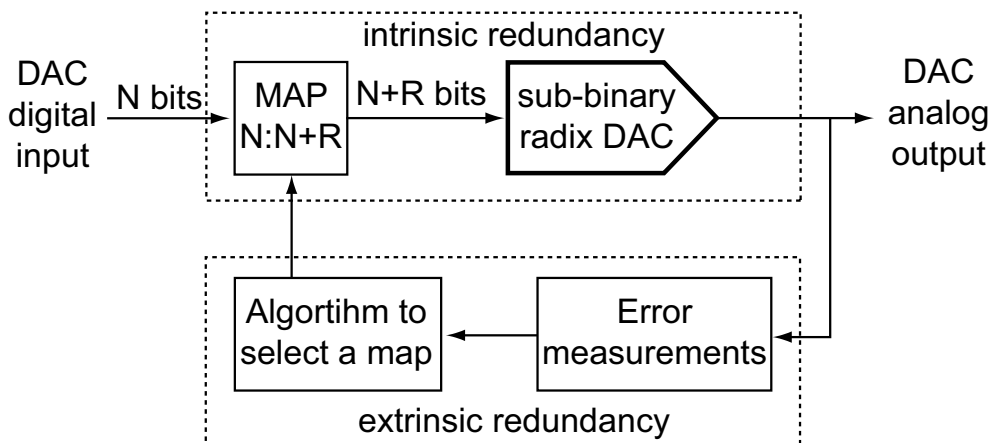 intrinsic redundancy
DAC
digital
input
N bits
MAP
N:N+R
N+R bits
sub-binary
radix DAC
DAC
analog
output
Algortihm to
select a map
Error
measurements
extrinsic redundancy